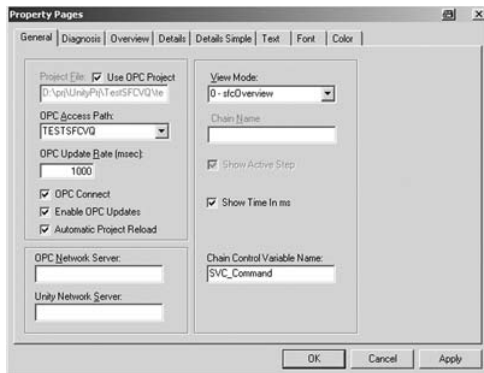 Property Pages
General Diagnosis Overview Details Details Simple Text Font Color
Project File: Use OPC Project
D:\prj\UnityPrj\TestSFCVQ\te
OPC Access Path:
TESTSFCVQ
OPC Update Rate (msec):
1000
OPC Connect
Enable OPC Updates
Automatic Project Reload
OPC Network Server:
Unity Network Server:
View Mode:
0 - sfcOverview
Chain Name
Show Active Step
Show Time In ms
Chain Control Variable Name:
SVC_Command
OK Cancel Apply